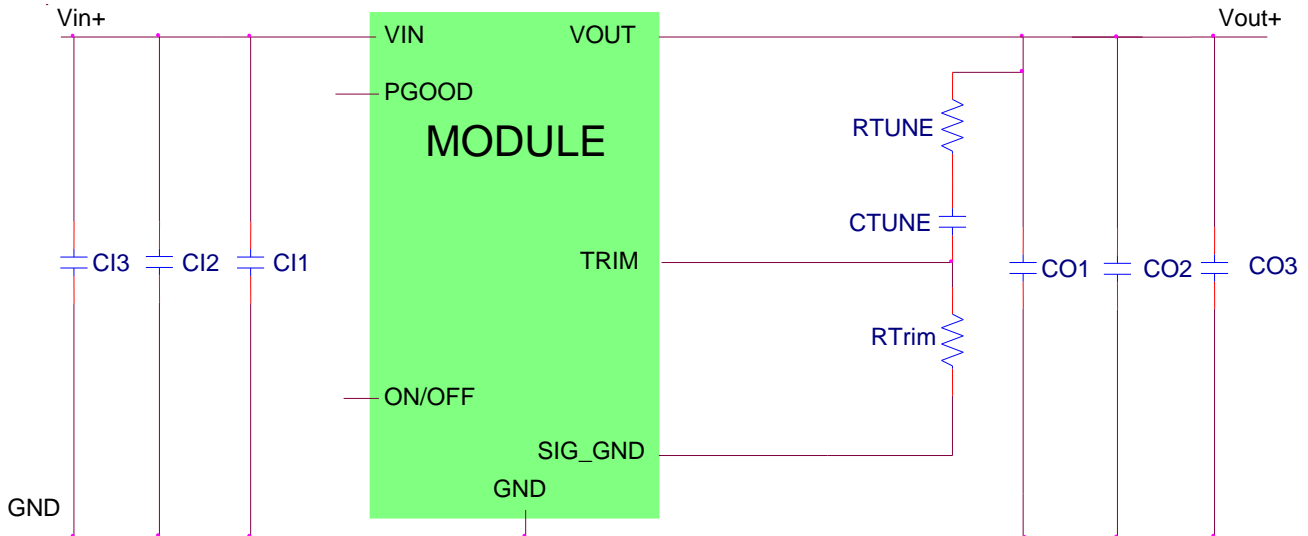 Vin+
Vout+
VIN
VOUT
PGOOD
MODULE
RTUNE
CTUNE
TRIM
CI3
CI2
CI1
CO1
CO2
CO3
RTrim
ON/OFF
SIG_GND
GND
GND